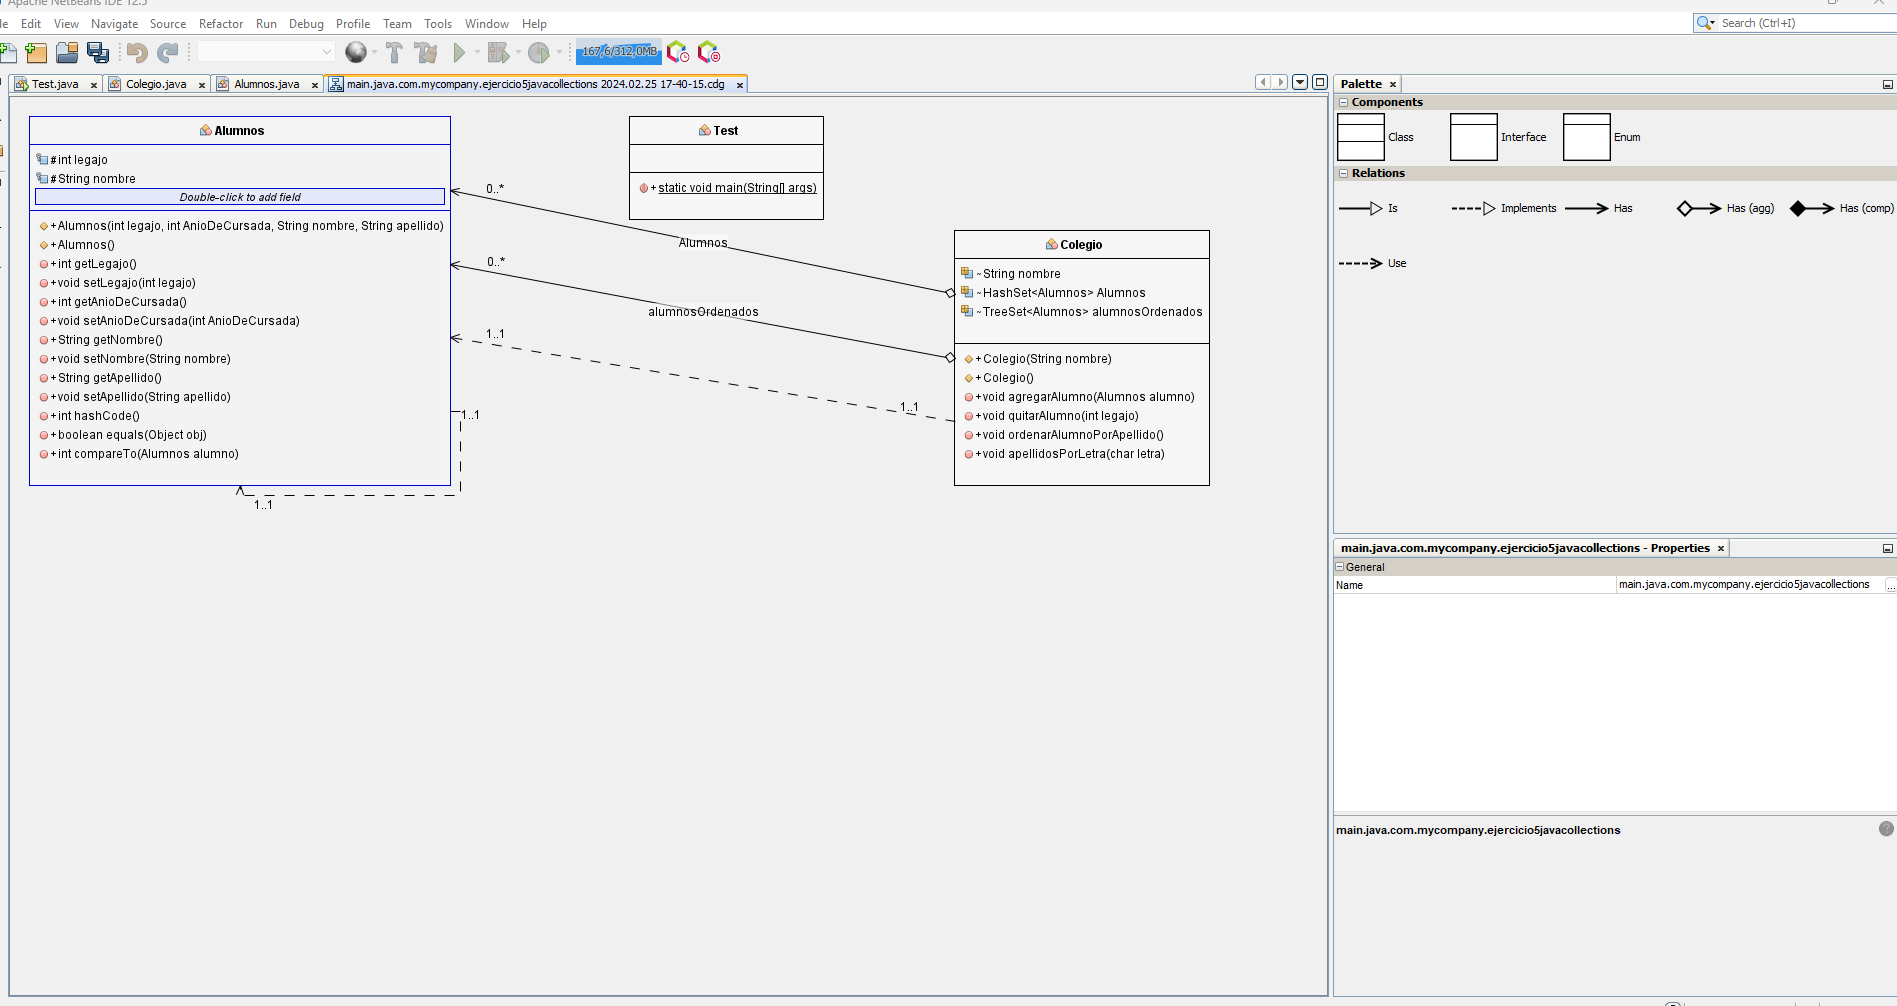 Apache NetBeans IDE 12.5
Edit View Navigate Source Refactor Run Debug Profile Team Tools Window Help
Search (Ctrl+I)
167,6/312,0MB
Test.java
Colegio.java
Alumnos.java
main.java.com.mycompany.ejercicio5javacollections 2024.02.25 17-40-15.cdg
Alumnos
#int legajo
#String nombre
Double-click to add field
+Alumnos(int legajo, int AnioDeCursada, String nombre, String apellido)
+Alumnos()
+int getLegajo()
+void setLegajo(int legajo)
+int getAnioDeCursada()
+void setAnioDeCursada(int AnioDeCursada)
+String getNombre()
+void setNombre(String nombre)
+String getApellido()
+void setApellido(String apellido)
+int hashCode()
+boolean equals(Object obj)
+int compareTo(Alumnos alumno)
1..1
1..1
Test
+static void main(String[] args)
0..*
Alumnos
0..*
alumnosOrdenados
1..1
1..1
Colegio
~String nombre
~HashSet<Alumnos> Alumnos
~TreeSet<Alumnos> alumnosOrdenados
+Colegio(String nombre)
+Colegio()
+void agregarAlumno(Alumnos alumno)
+void quitarAlumno(int legajo)
+void ordenarAlumnoPorApellido()
+void apellidosPorLetra(char letra)
Palette
Components
Class
Interface
Enum
Relations
Is
Implements
Has
Has (agg)
Has (comp)
Use
main.java.com.mycompany.ejercicio5javacollections - Properties
General
Name
main.java.com.mycompany.ejercicio5javacollections
...
main.java.com.mycompany.ejercicio5javacollections